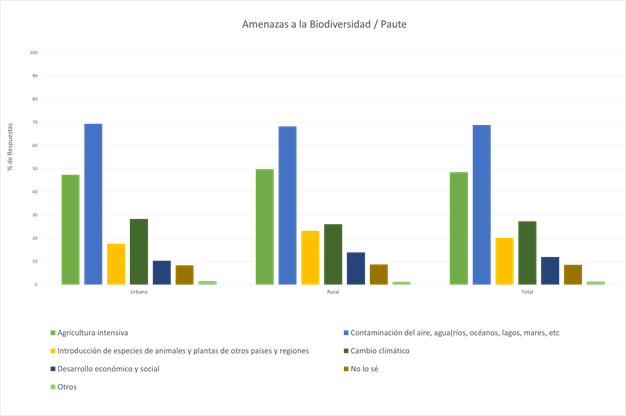 Amenazas a la Biodiversidad / Paute
% de Respuestas
100
90
80
70
60
50
40
30
20
10
0
Urbano Rural Total
Agricultura intensiva
Contaminación del aire, agua(ríos, océanos, lagos, mares, etc
Introducción de especies de animales y plantas de otros países y regiones
Cambio climático
Desarrollo económico y social
No lo sé
Otros